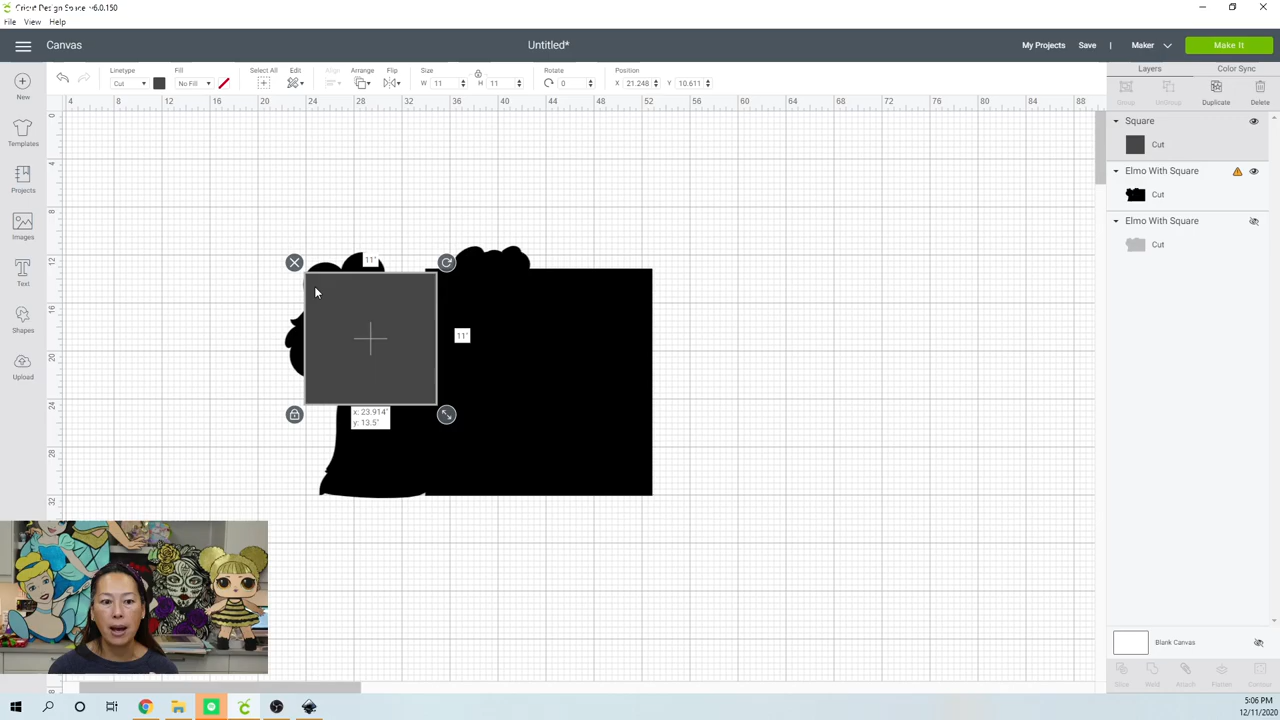 Cricut Design Space v6.0.150
File View Help
Canvas
Untitled*
My Projects Save | Maker Make It
Linetype Fill Select All Edit Align Arrange Flip Size Rotate Position
Cut No Fill W 11 H 11 0 X 21.248 Y 10.611
Layers Color Sync
New
Templates
Projects
Images
Text
Shapes
Upload
4 8 12 16 20 24 28 32 36 40 44 48 52 60 64 68 72 76 80 84 88
0
4
8
12
16
20
24
28
32
8
11"
11"
x: 23.914"
y: 13.5"
Group UnGroup Duplicate Delete
Square
Cut
Elmo With Square
Cut
Elmo With Square
Cut
Blank Canvas
Slice Weld Attach Flatten Contour
5:06 PM
12/11/2020